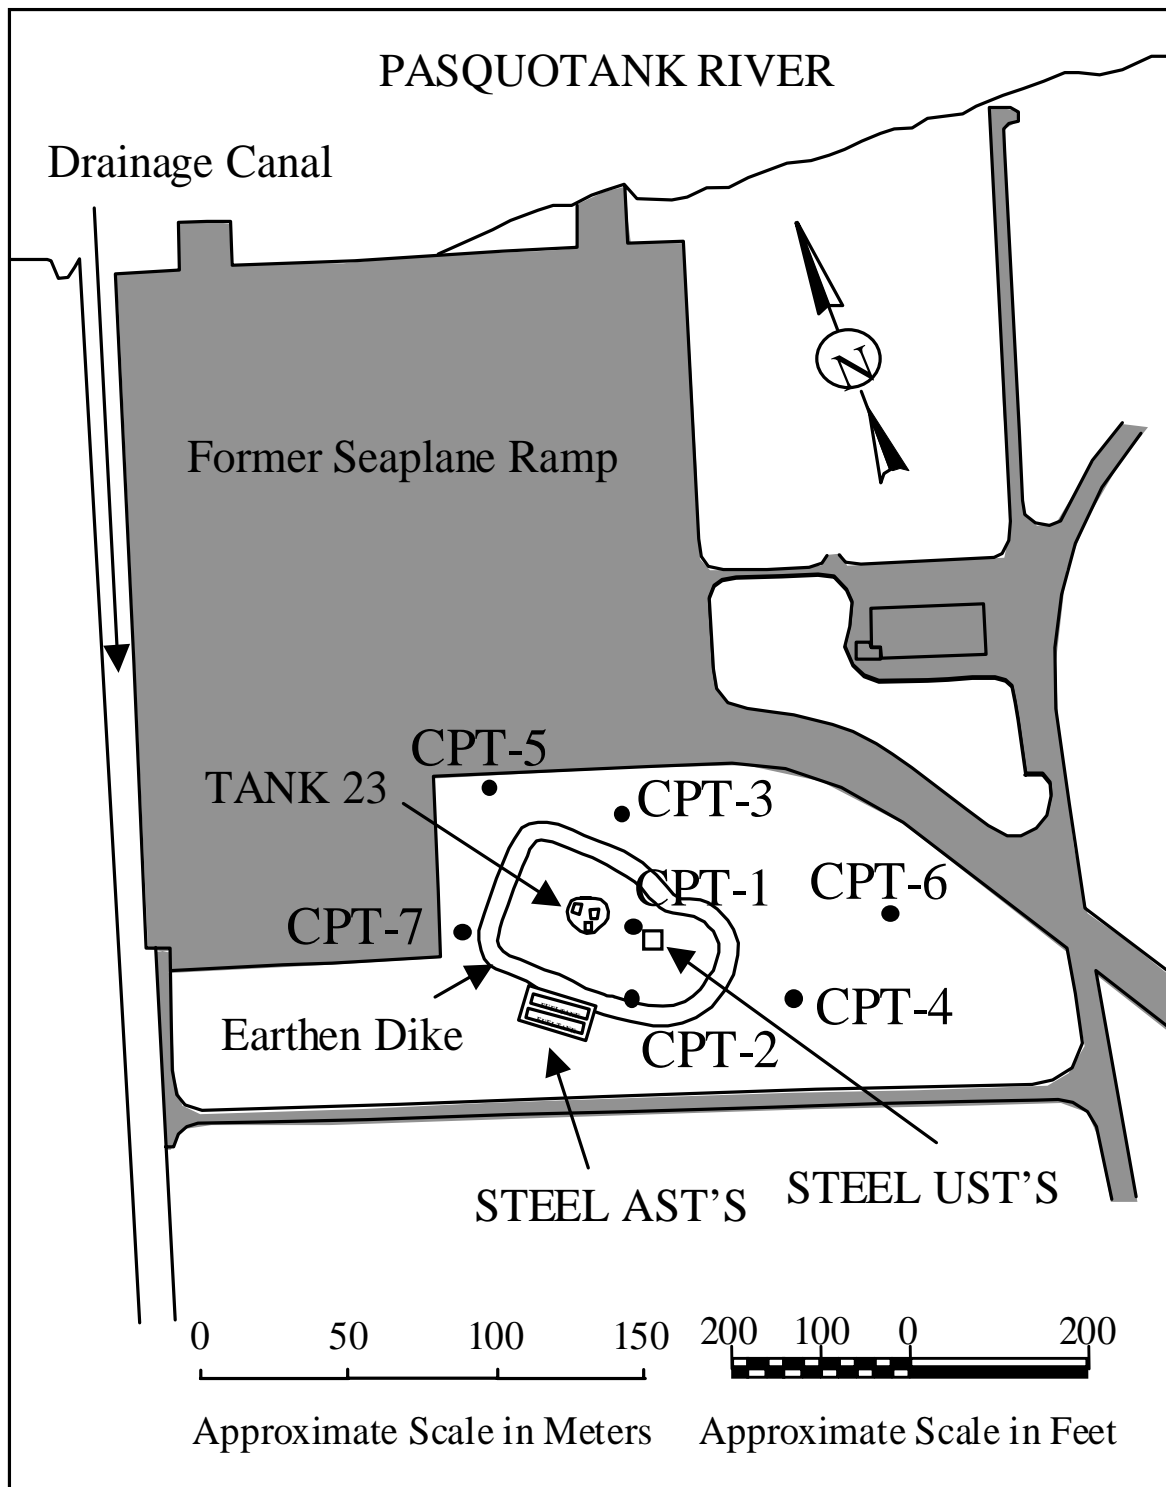 PASQUOTANK RIVER
Drainage Canal
N
Former Seaplane Ramp
CPT-5
TANK 23
CPT-3
CPT-1
CPT-6
CPT-7
CPT-4
Earthen Dike
CPT-2
STEEL AST'S
STEEL UST'S
0 50 100 150
200 100 0 200
Approximate Scale in Meters
Approximate Scale in Feet